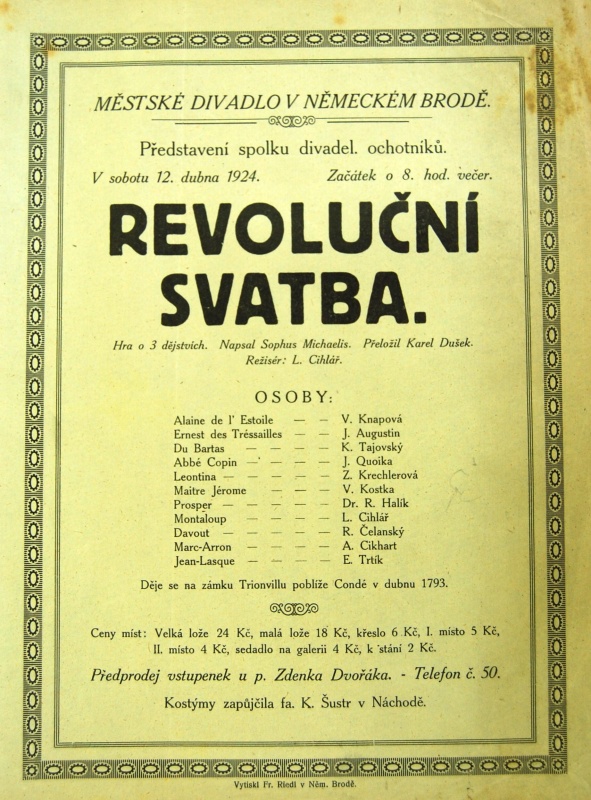 MĚSTSKÉ DIVADLO V NĚMECKÉM BRODĚ.
Představení spolku divadel. ochotníků.
V sobotu 12. dubna 1924. Začátek o 8. hod. večer.
REVOLUČNÍ
SVATBA.
Hra o 3 dějstvích. Napsal Sophus Michaelis. Přeložil Karel Dušek.
Režisér: L. Cihlář.
OSOBY:
Alaine de l' Estoile — — V. Knapová
Ernest des Tréssailles — — J. Augustin
Du Bartas — — — — K. Tajovský
Abbé Copin — — — — J. Quoika
Leontina — — — — — Z. Krechlerová
Maitre Jérome — — — V. Kostka
Prosper — — — — — Dr. R. Halík
Montaloup — — — — L. Cihlář
Davout — — — — — R. Čelanský
Marc-Arron — — — — A. Cikhart
Jean-Lasque — — — — E. Trtík
Děje se na zámku Trionvillu poblíže Condé v dubnu 1793.
Ceny míst: Velká lože 24 Kč, malá lože 18 Kč, křeslo 6 Kč, I. místo 5 Kč,
II. místo 4 Kč, sedadlo na galerii 4 Kč, k stání 2 Kč.
Předprodej vstupenek u p. Zdenka Dvořáka. - Telefon č. 50.
Kostýmy zapůjčila fa. K. Šustr v Náchodě.
Vytiskl Fr. Riedl v Něm. Brodě.